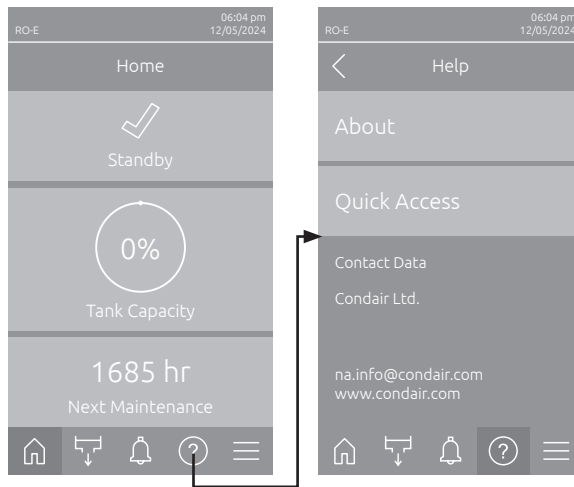 RO-E
06:04 pm
12/05/2024
Home
Standby
0%
Tank Capacity
1685 hr
Next Maintenance
?
RO-E
06:04 pm
12/05/2024
Help
About
Quick Access
Contact Data
Condair Ltd.
na.info@condair.com
www.condair.com
?